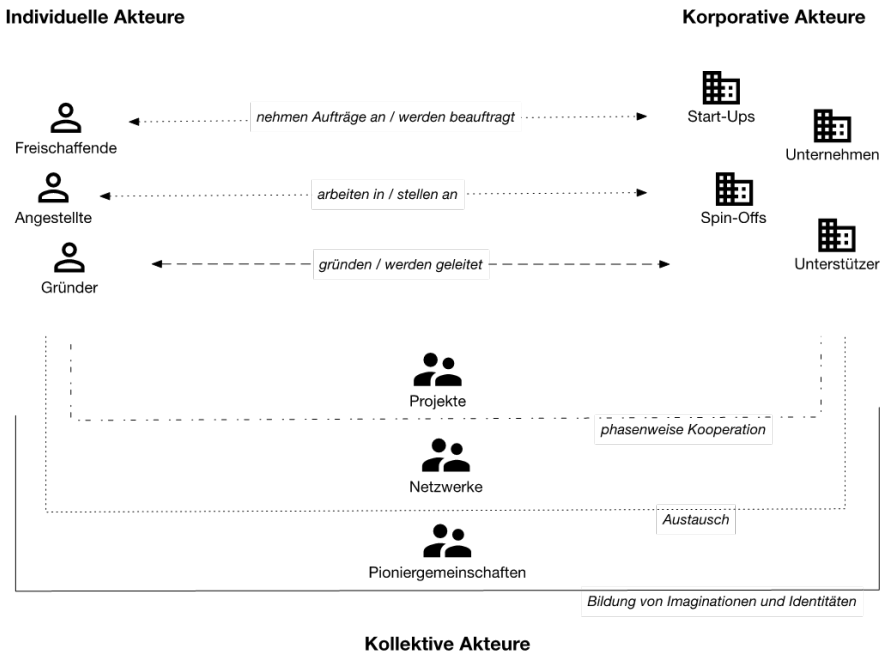 Individuelle Akteure
Korporative Akteure
Start-Ups
nehmen Aufträge an / werden beauftragt
Freischaffende
Unternehmen
arbeiten in / stellen an
Angestellte
Spin-Offs
gründen / werden geleitet
Unterstützer
Gründer
Projekte
phasenweise Kooperation
Netzwerke
Austausch
Pioniergemeinschaften
Bildung von Imaginationen und Identitäten
Kollektive Akteure